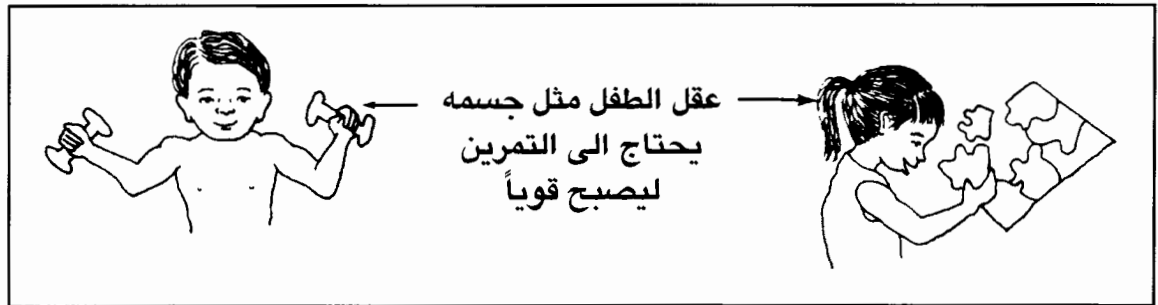 عقل الطفل مثل جسمه
يحتاج الى التمرين
ليصبح قوياً